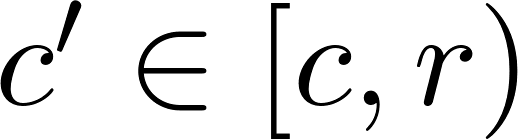 c′ ∈ [c, r)